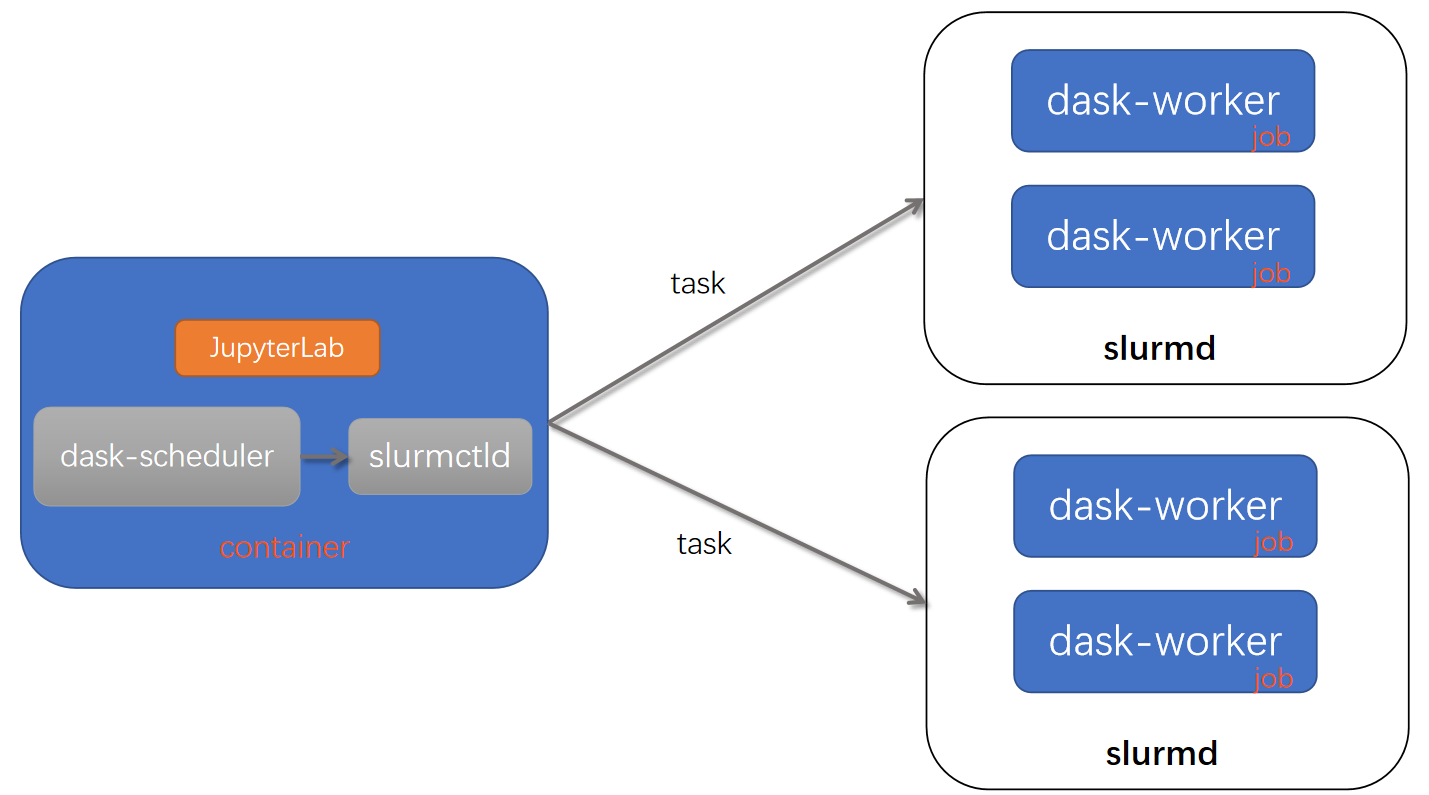 JupyterLab
dask-scheduler
slurmctld
container
task
task
dask-worker
job
dask-worker
job
slurmd
dask-worker
job
dask-worker
job
slurmd